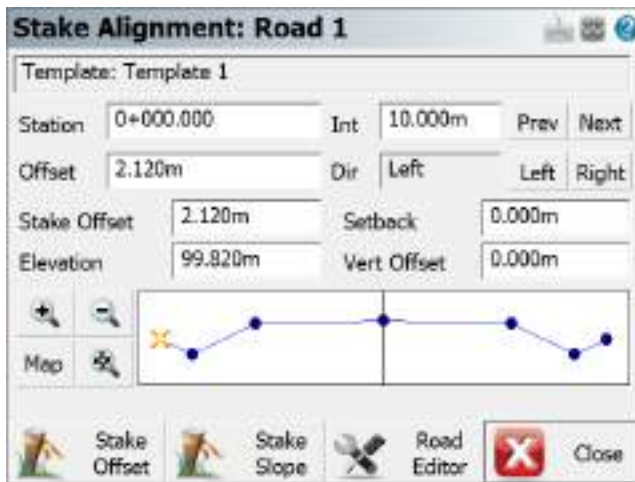 Stake Alignment: Road 1
Template: Template 1
Station 0+000.000 Int 10.000m Prev Next
Offset 2.120m Dir Left Left Right
Stake Offset 2.120m Setback 0.000m
Elevation 99.820m Vert Offset 0.000m
Map
Stake Offset Stake Slope Road Editor Close